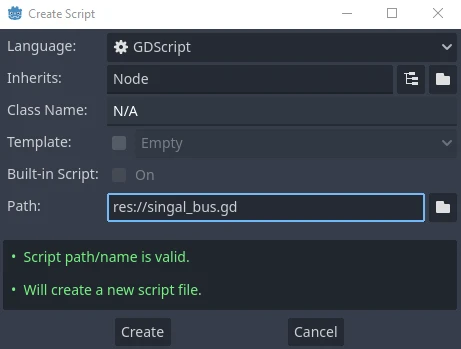 Create Script
Language: GDScript
Inherits: Node
Class Name: N/A
Template: Empty
Built-in Script: On
Path: res://singal_bus.gd
• Script path/name is valid.
• Will create a new script file.
Create Cancel